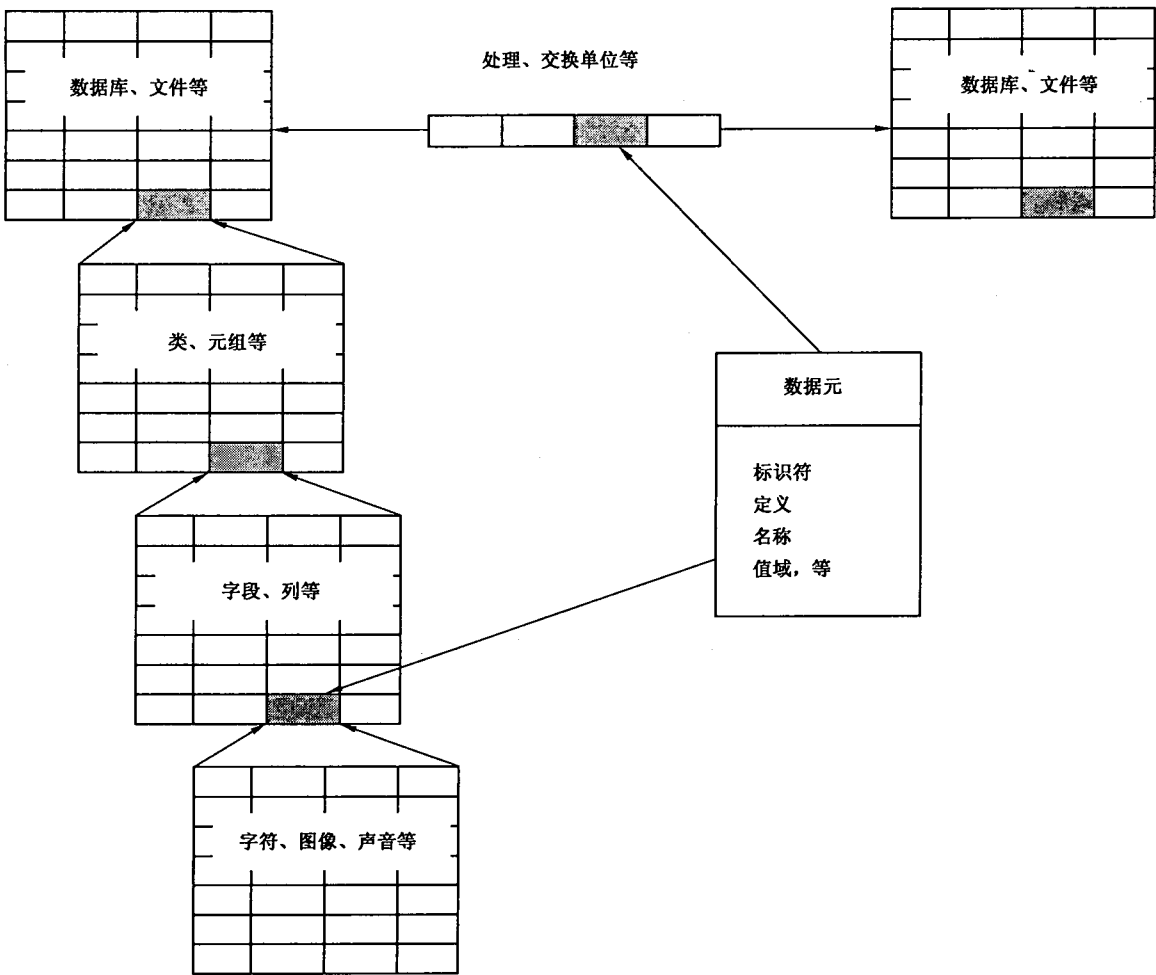 处理、交换单位等
数据库、文件等
数据库、文件等
类、元组等
数据元
标识符
定义
名称
值域，等
字段、列等
字符、图像、声音等